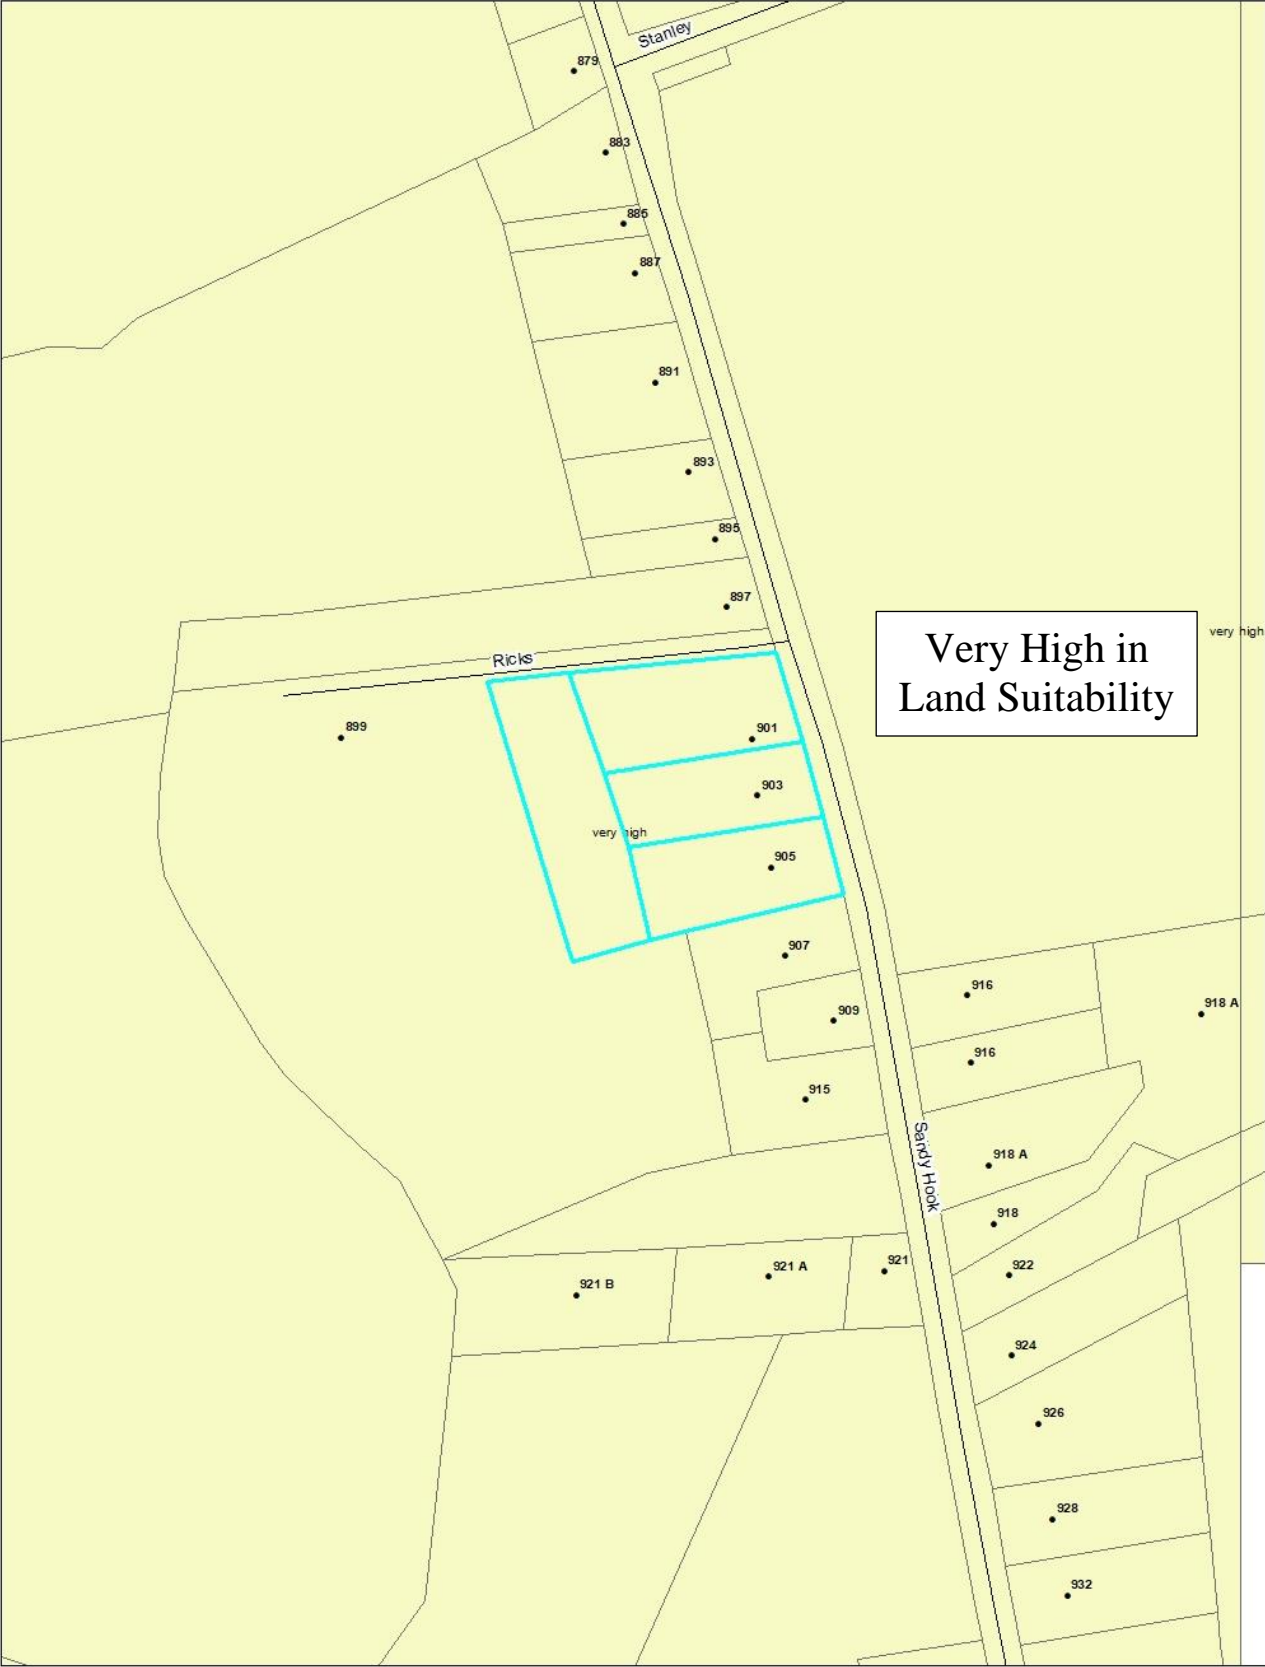 Stanley
879
883
885
887
891
893
895
897
very high
Very High in
Land Suitability
Ricks
899
901
903
very high
905
907
916
918 A
909
916
915
Sandy Hook
918 A
918
921
922
921 A
921 B
924
926
928
932